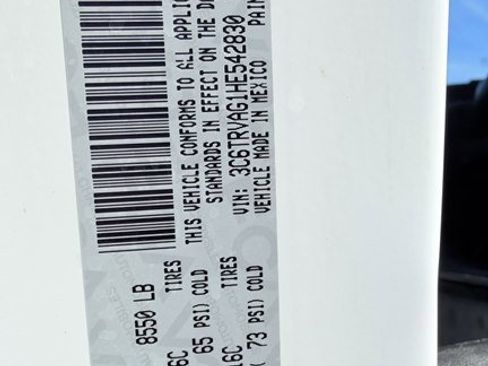 8550 LB
THIS VEHICLE CONFORMS TO ALL
STANDARDS IN EFFECT ON THE
VIN: 3C6TRVAG1HE542830
VEHICLE MADE IN MEXICO
TIRES
65 PSI) COLD
TIRES
73 PSI) COLD